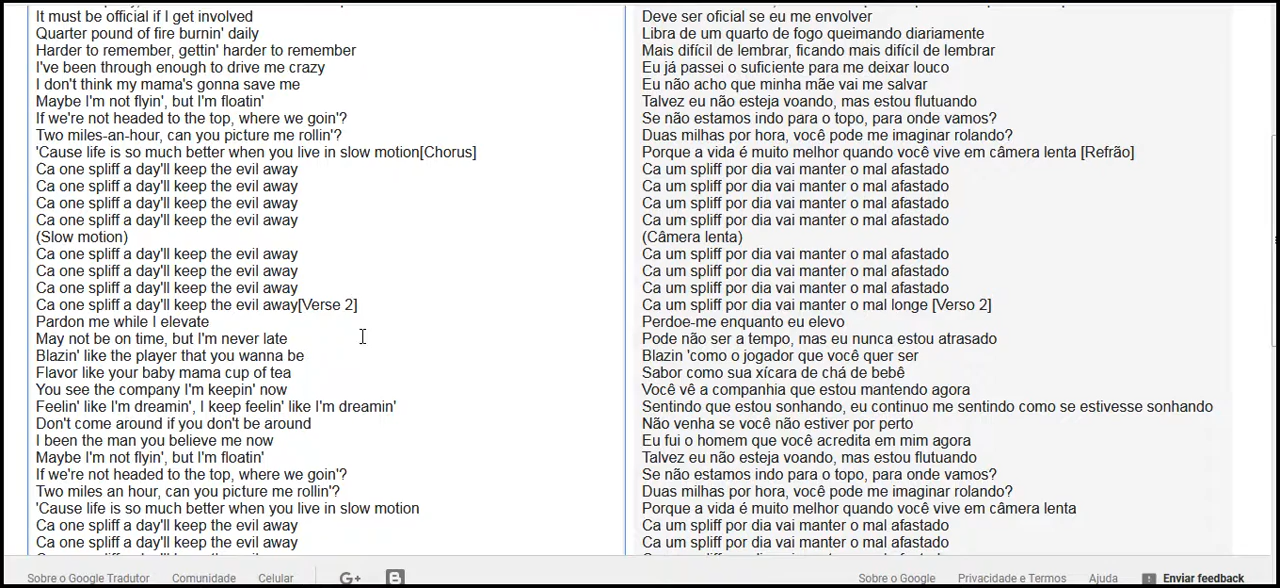 It must be official if I get involved
Quarter pound of fire burnin' daily
Harder to remember, gettin' harder to remember
I've been through enough to drive me crazy
I don't think my mama's gonna save me
Maybe I'm not flyin', but I'm floatin'
If we're not headed to the top, where we goin'?
Two miles-an-hour, can you picture me rollin'?
'Cause life is so much better when you live in slow motion[Chorus]
Ca one spliff a day'll keep the evil away
Ca one spliff a day'll keep the evil away
Ca one spliff a day'll keep the evil away
Ca one spliff a day'll keep the evil away
(Slow motion)
Ca one spliff a day'll keep the evil away
Ca one spliff a day'll keep the evil away
Ca one spliff a day'll keep the evil away
Ca one spliff a day'll keep the evil away[Verse 2]
Pardon me while I elevate
May not be on time, but I'm never late
Blazin' like the player that you wanna be
Flavor like your baby mama cup of tea
You see the company I'm keepin' now
Feelin' like I'm dreamin', I keep feelin' like I'm dreamin'
Don't come around if you don't be around
I been the man you believe me now
Maybe I'm not flyin', but I'm floatin'
If we're not headed to the top, where we goin'?
Two miles an hour, can you picture me rollin'?
'Cause life is so much better when you live in slow motion
Ca one spliff a day'll keep the evil away
Ca one spliff a day'll keep the evil away
Deve ser oficial se eu me envolver
Libra de um quarto de fogo queimando diariamente
Mais difícil de lembrar, ficando mais difícil de lembrar
Eu já passei o suficiente para me deixar louco
Eu não acho que minha mãe vai me salvar
Talvez eu não esteja voando, mas estou flutuando
Se não estamos indo para o topo, para onde vamos?
Duas milhas por hora, você pode me imaginar rolando?
Porque a vida é muito melhor quando você vive em câmera lenta [Refrão]
Ca um spliff por dia vai manter o mal afastado
Ca um spliff por dia vai manter o mal afastado
Ca um spliff por dia vai manter o mal afastado
Ca um spliff por dia vai manter o mal afastado
(Câmera lenta)
Ca um spliff por dia vai manter o mal afastado
Ca um spliff por dia vai manter o mal afastado
Ca um spliff por dia vai manter o mal afastado
Ca um spliff por dia vai manter o mal longe [Verso 2]
Perdoe-me enquanto eu elevo
Pode não ser a tempo, mas eu nunca estou atrasado
Blazin 'como o jogador que você quer ser
Sabor como sua xícara de chá de bebê
Você vê a companhia que estou mantendo agora
Sentindo que estou sonhando, eu continuo me sentindo como se estivesse sonhando
Não venha se você não estiver por perto
Eu fui o homem que você acredita em mim agora
Talvez eu não esteja voando, mas estou flutuando
Se não estamos indo para o topo, para onde vamos?
Duas milhas por hora, você pode me imaginar rolando?
Porque a vida é muito melhor quando você vive em câmera lenta
Ca um spliff por dia vai manter o mal afastado
Ca um spliff por dia vai manter o mal afastado
Sobre o Google Tradutor Comunidade Celular G+ Sobre o Google Privacidade e Termos Ajuda Enviar feedback